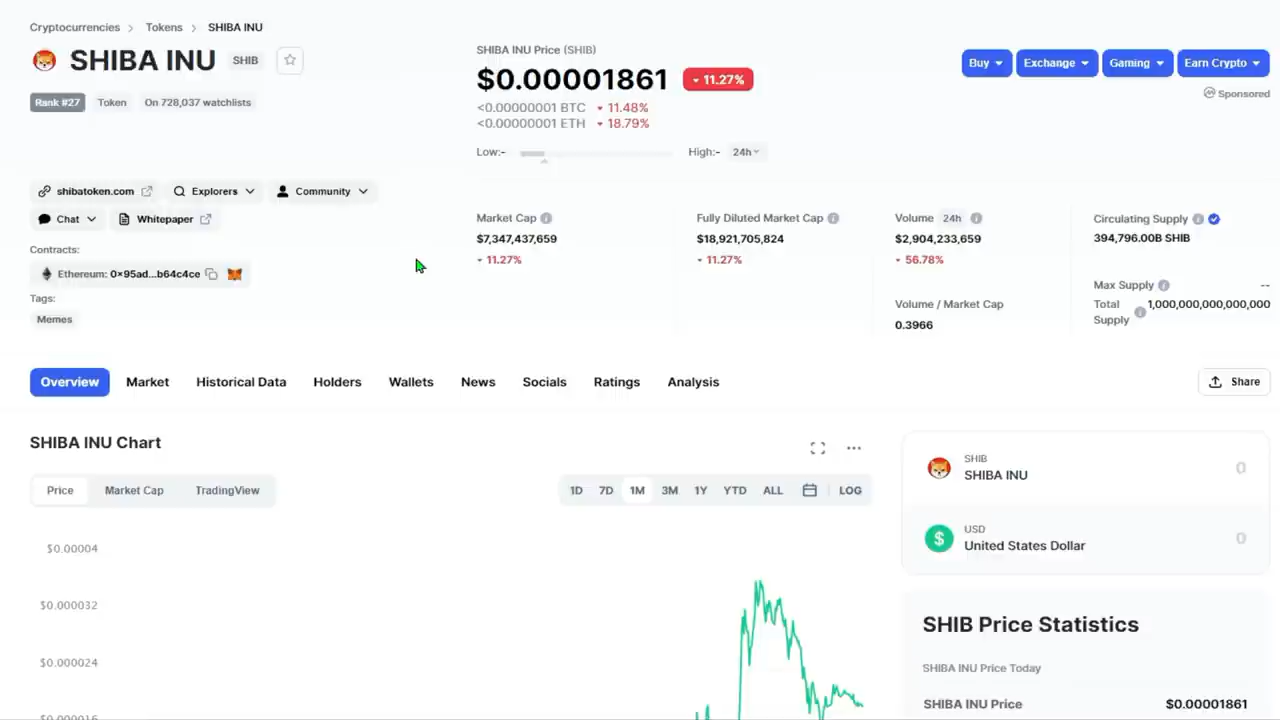 Cryptocurrencies > Tokens > SHIBA INU
SHIBA INU SHIB
Rank #27 Token On 728,037 watchlists
SHIBA INU Price (SHIB)
$0.00001861 11.27%
<0.00000001 BTC 11.48%
<0.00000001 ETH 18.79%
Low:- High:- 24h
Buy Exchange Gaming Earn Crypto
Sponsored
shibatoken.com Explorers Community
Chat Whitepaper
Contracts:
Ethereum: 0×95ad...b64c4ce
Tags:
Memes
Market Cap
$7,347,437,659
11.27%
Fully Diluted Market Cap
$18,921,705,824
11.27%
Volume 24h
$2,904,233,659
56.78%
Volume / Market Cap
0.3966
Circulating Supply
394,796.00B SHIB
Max Supply --
Total Supply 1,000,000,000,000,000
Overview Market Historical Data Holders Wallets News Socials Ratings Analysis
Share
SHIBA INU Chart
Price Market Cap TradingView
1D 7D 1M 3M 1Y YTD ALL LOG
$0.00004
$0.000032
$0.000024
$0.000016
SHIB
SHIBA INU 0
USD
United States Dollar 0
SHIB Price Statistics
SHIBA INU Price Today
SHIBA INU Price $0.00001861